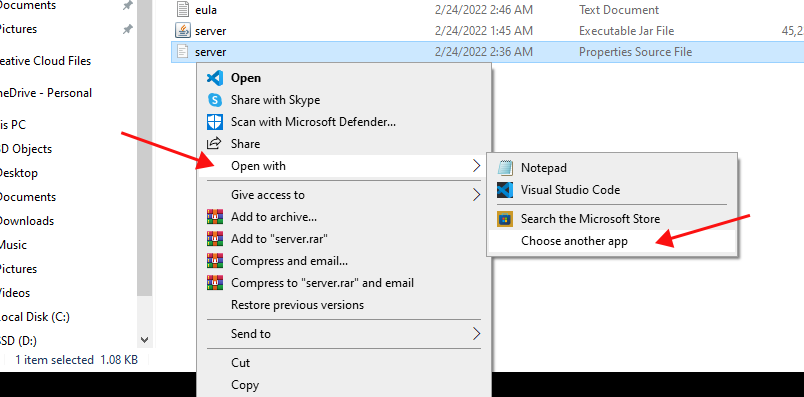 cuments
eula 2/24/2022 2:46 AM Text Document
ctures
server 2/24/2022 1:45 AM Executable Jar File 45,2
server 2/24/2022 2:36 AM Properties Source File
eative Cloud Files
neDrive - Personal
is PC
D Objects
esktop
ocuments
ownloads
usic
ictures
ideos
ocal Disk (C:)
SD (D:)
1 item selected 1.08 KB
Open
Share with Skype
Scan with Microsoft Defender...
Share
Open with
Give access to
Add to archive...
Add to "server.rar"
Compress and email...
Compress to "server.rar" and email
Restore previous versions
Send to
Cut
Copy
Notepad
Visual Studio Code
Search the Microsoft Store
Choose another app